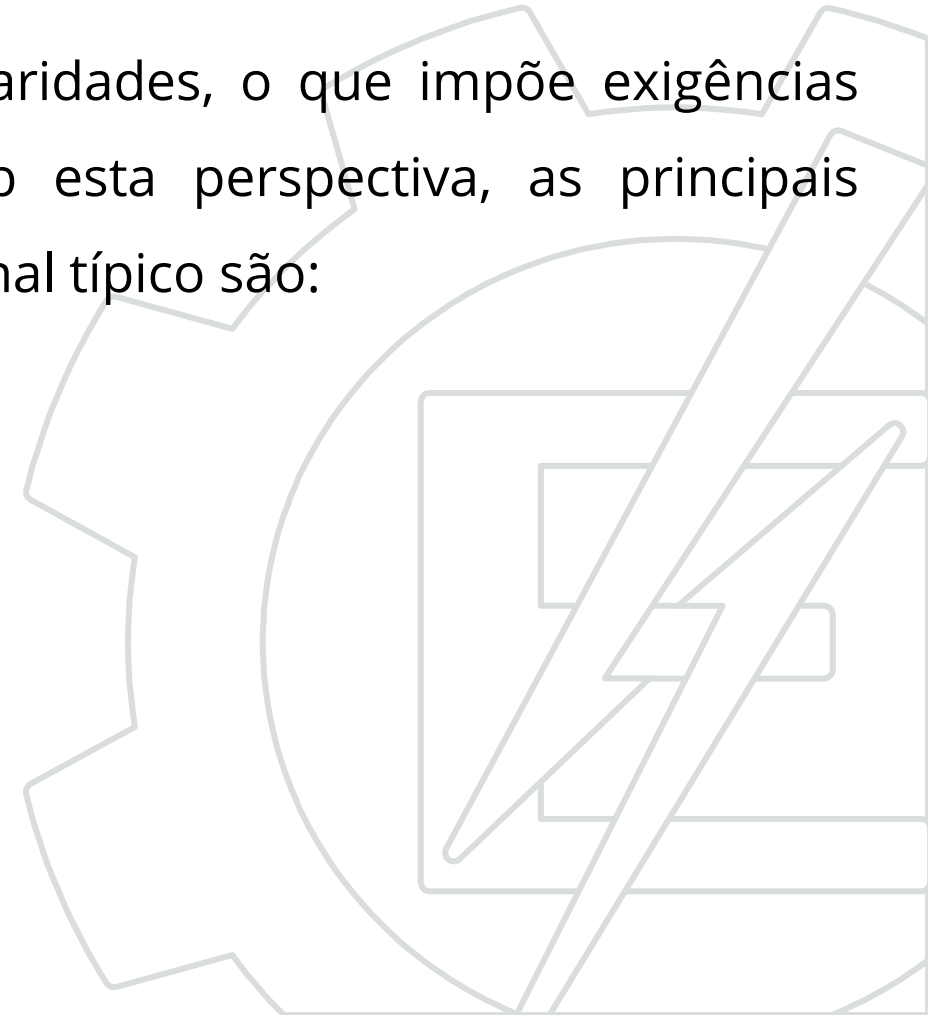 aridades, o que impõe exigências
esta perspectiva, as principais
nal típico são: